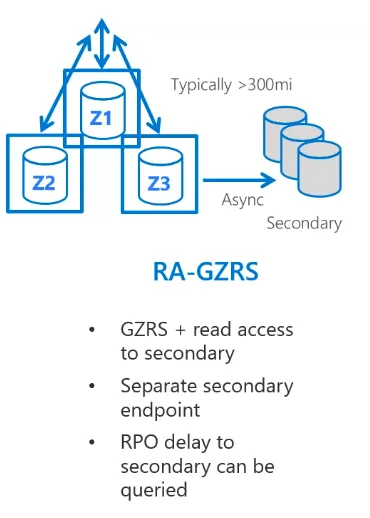 Typically >300mi
Z1
Z2
Z3
Async
Secondary
RA-GZRS
• GZRS + read access
to secondary
• Separate secondary
endpoint
• RPO delay to
secondary can be
queried